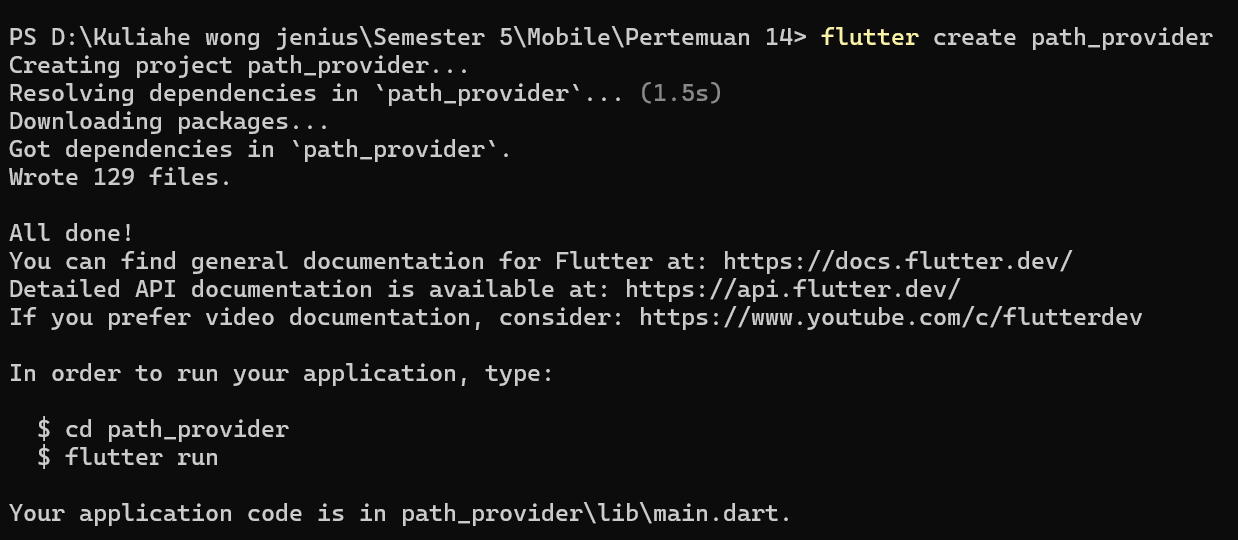 PS D:\Kuliahe wong jenius\Semester 5\Mobile\Pertemuan 14> flutter create path_provider
Creating project path_provider...
Resolving dependencies in `path_provider`... (1.5s)
Downloading packages...
Got dependencies in `path_provider`.
Wrote 129 files.

All done!
You can find general documentation for Flutter at: https://docs.flutter.dev/
Detailed API documentation is available at: https://api.flutter.dev/
If you prefer video documentation, consider: https://www.youtube.com/c/flutterdev

In order to run your application, type:

  $ cd path_provider
  $ flutter run

Your application code is in path_provider\lib\main.dart.